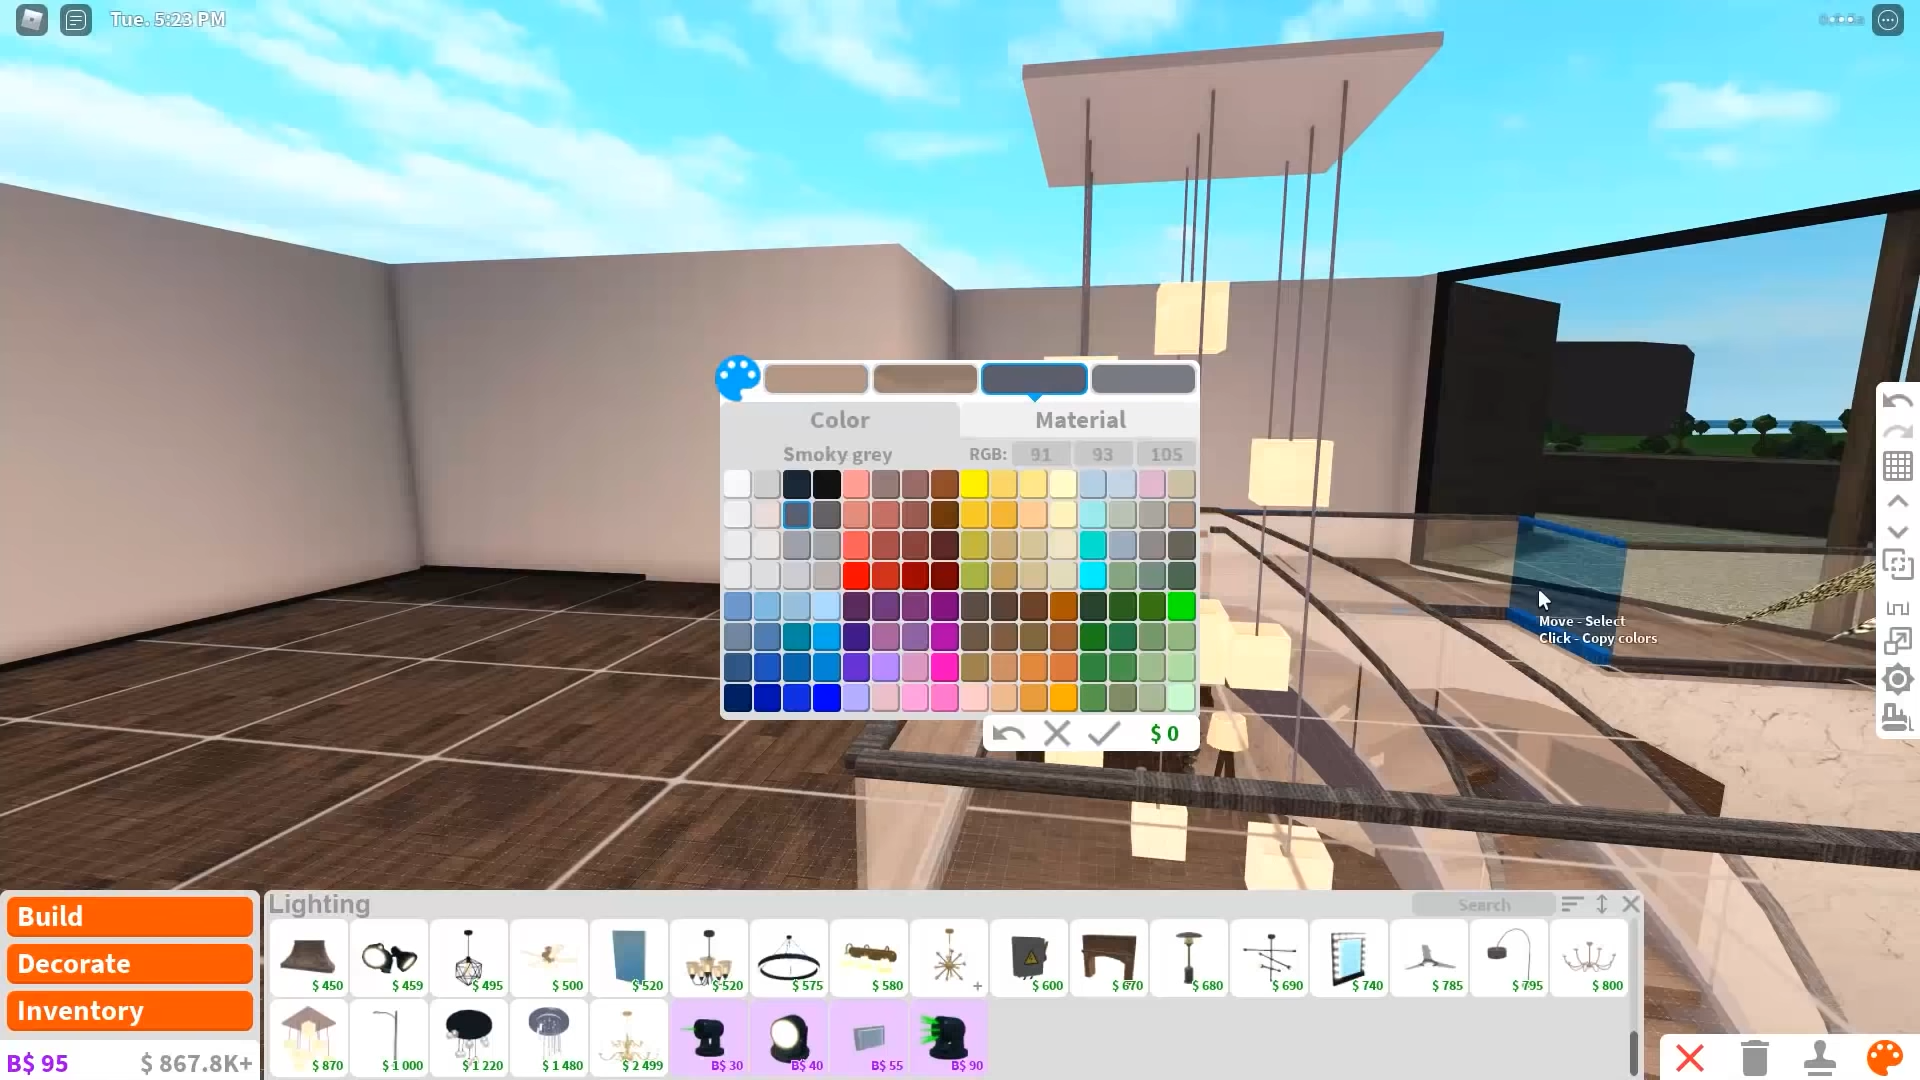 Tue. 5:23 PM
Color
Material
Smoky grey
RGB: 91 93 105
Move - Select
Click - Copy colors
$ 0
Build
Decorate
Inventory
B$ 95
$ 867.8K+
Lighting
Search
$ 450
$ 459
$ 495
$ 500
$ 520
$ 520
$ 575
$ 580
+
$ 600
$ 670
$ 680
$ 690
$ 740
$ 785
$ 795
$ 800
$ 870
$ 1 000
$ 1 220
$ 1 480
$ 2 499
B$ 30
B$ 40
B$ 55
B$ 90